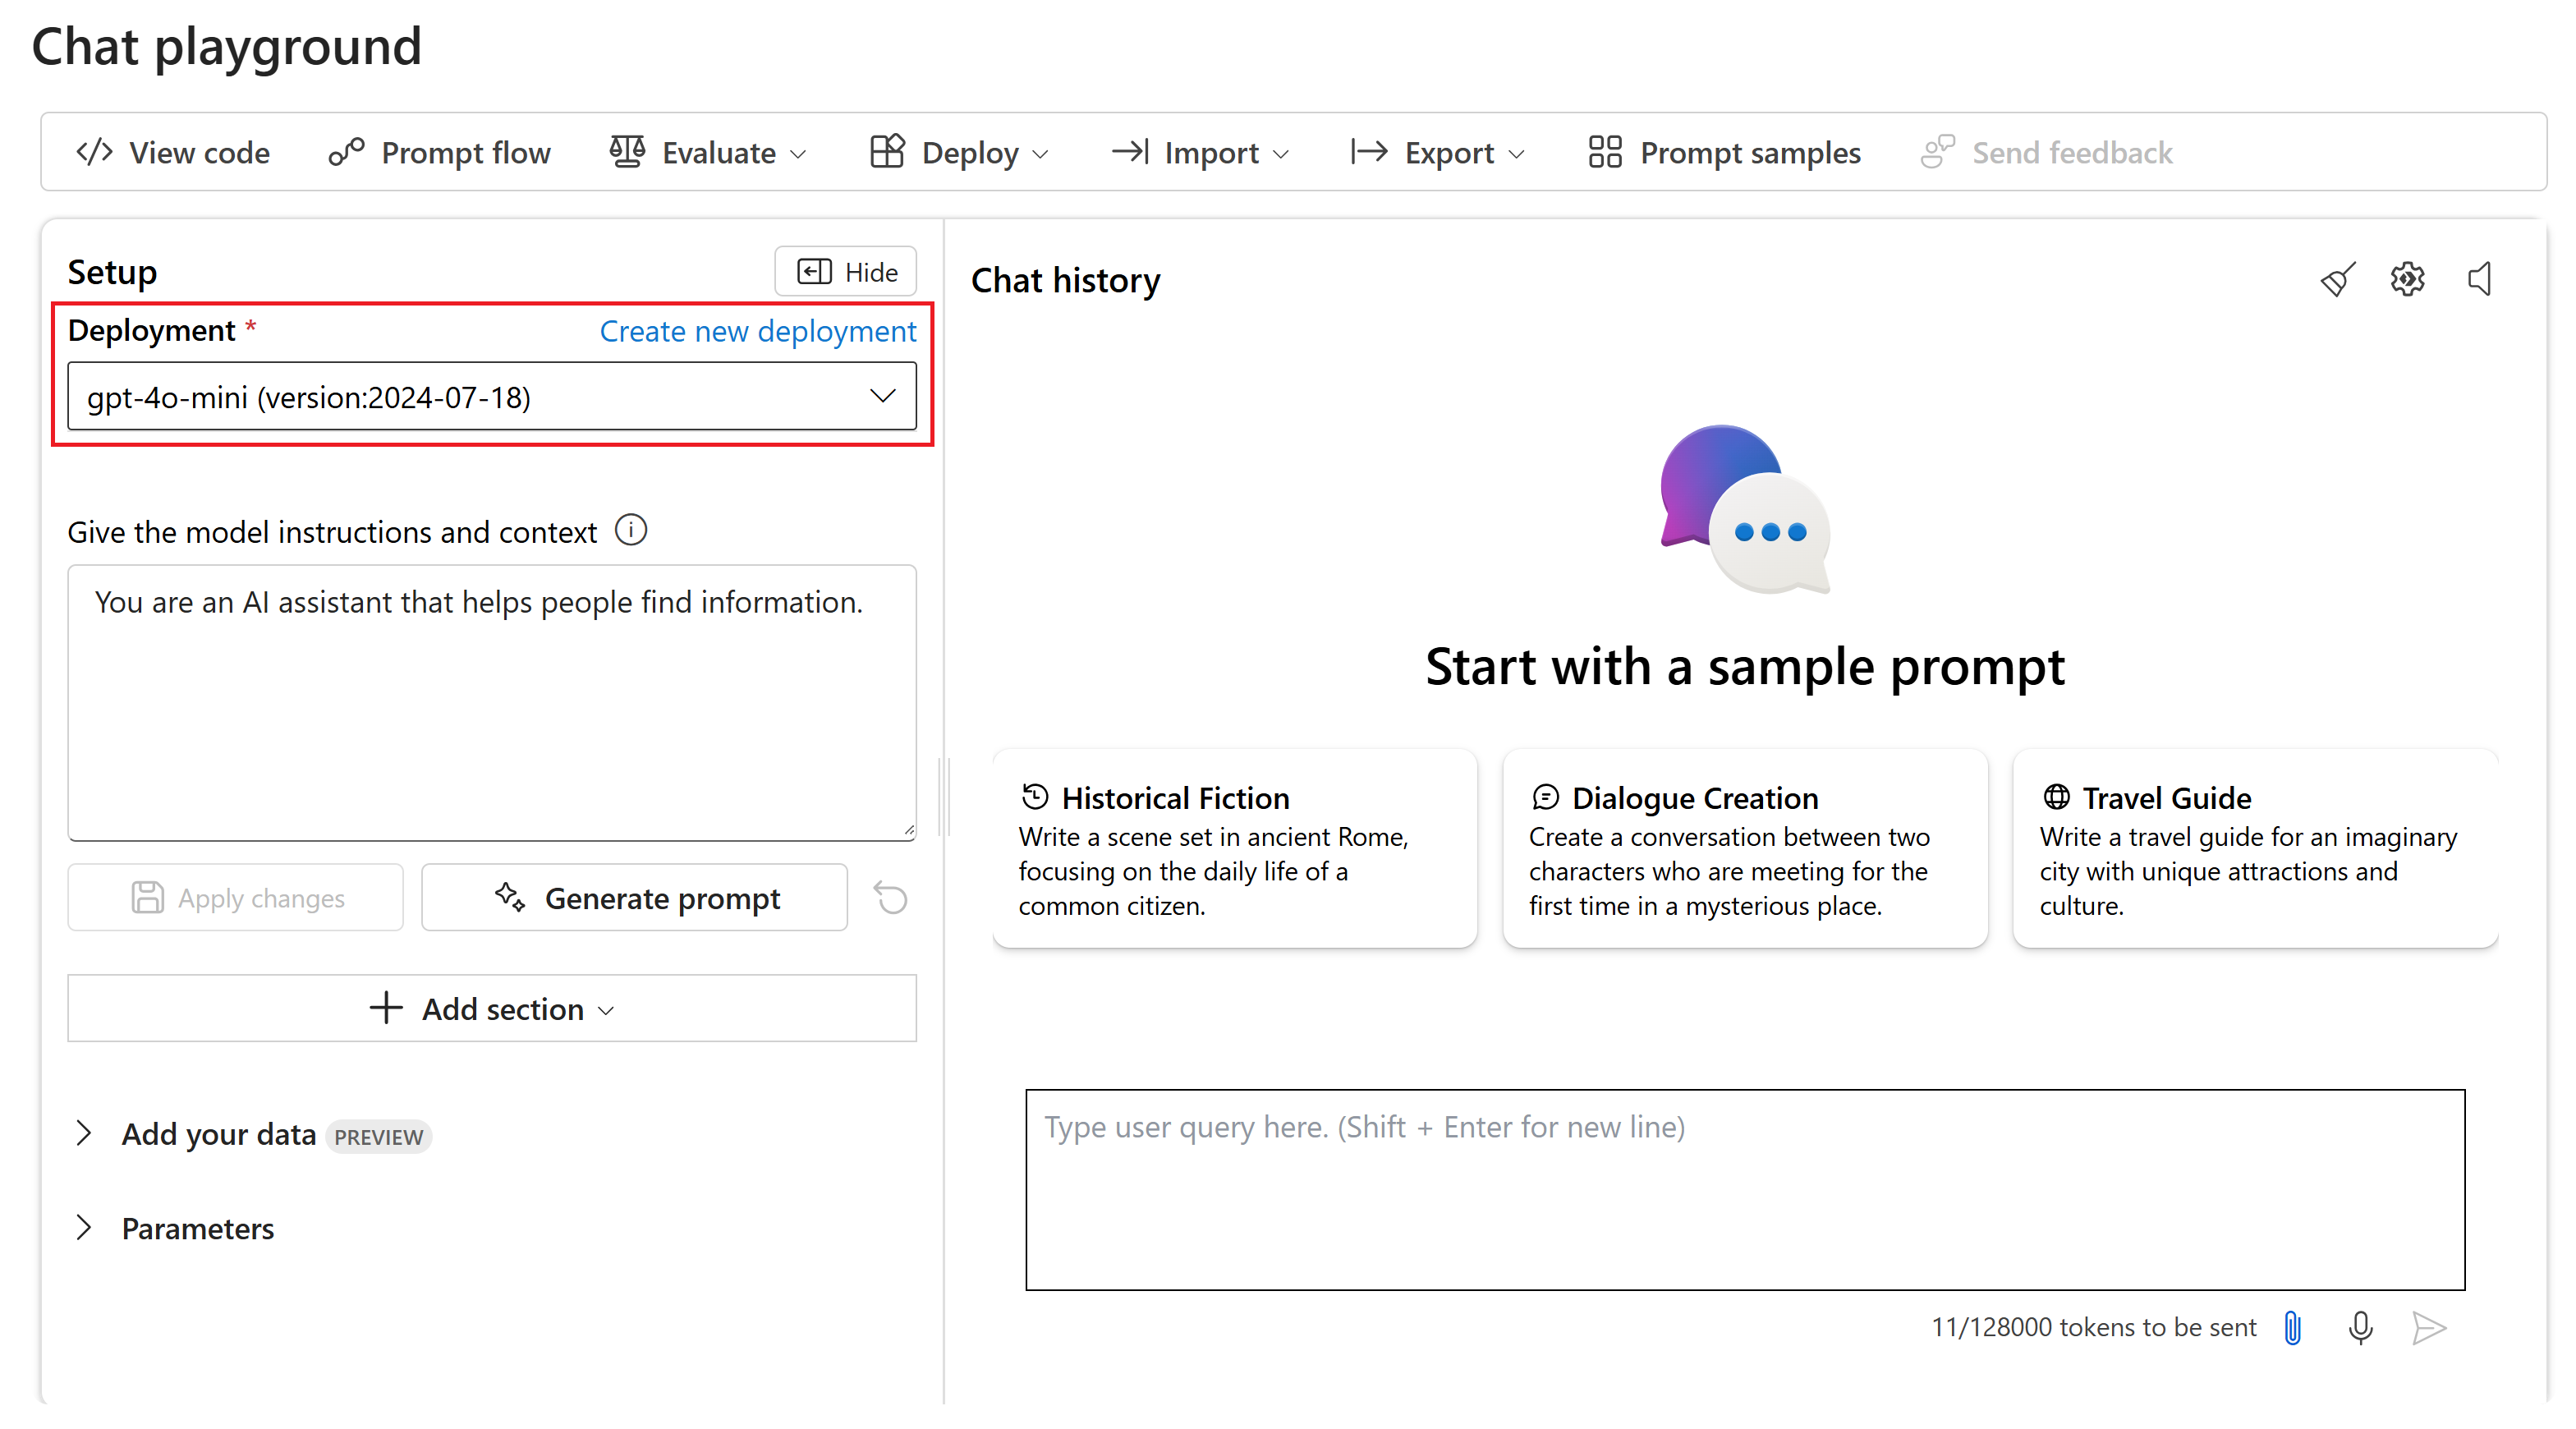 Chat playground
View code
Prompt flow
Evaluate
Deploy
Import
Export
Prompt samples
Send feedback
Setup
Hide
Deployment *
Create new deployment
gpt-4o-mini (version:2024-07-18)
Give the model instructions and context
You are an AI assistant that helps people find information.
Apply changes
Generate prompt
Add section
Add your data PREVIEW
Parameters
Chat history
Start with a sample prompt
Historical Fiction
Write a scene set in ancient Rome,
focusing on the daily life of a
common citizen.
Dialogue Creation
Create a conversation between two
characters who are meeting for the
first time in a mysterious place.
Travel Guide
Write a travel guide for an imaginary
city with unique attractions and
culture.
Type user query here. (Shift + Enter for new line)
11/128000 tokens to be sent